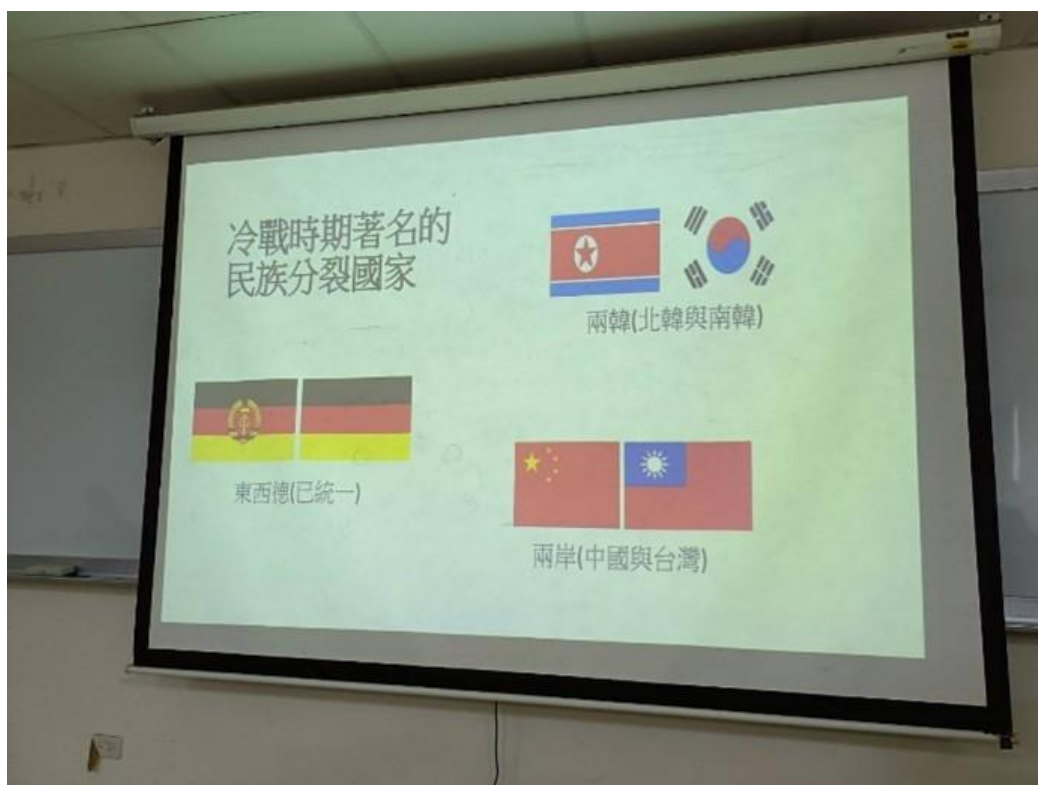 冷戰時期著名的
民族分裂國家
兩韓(北韓與南韓)
東西德(已統一)
兩岸(中國與台灣)